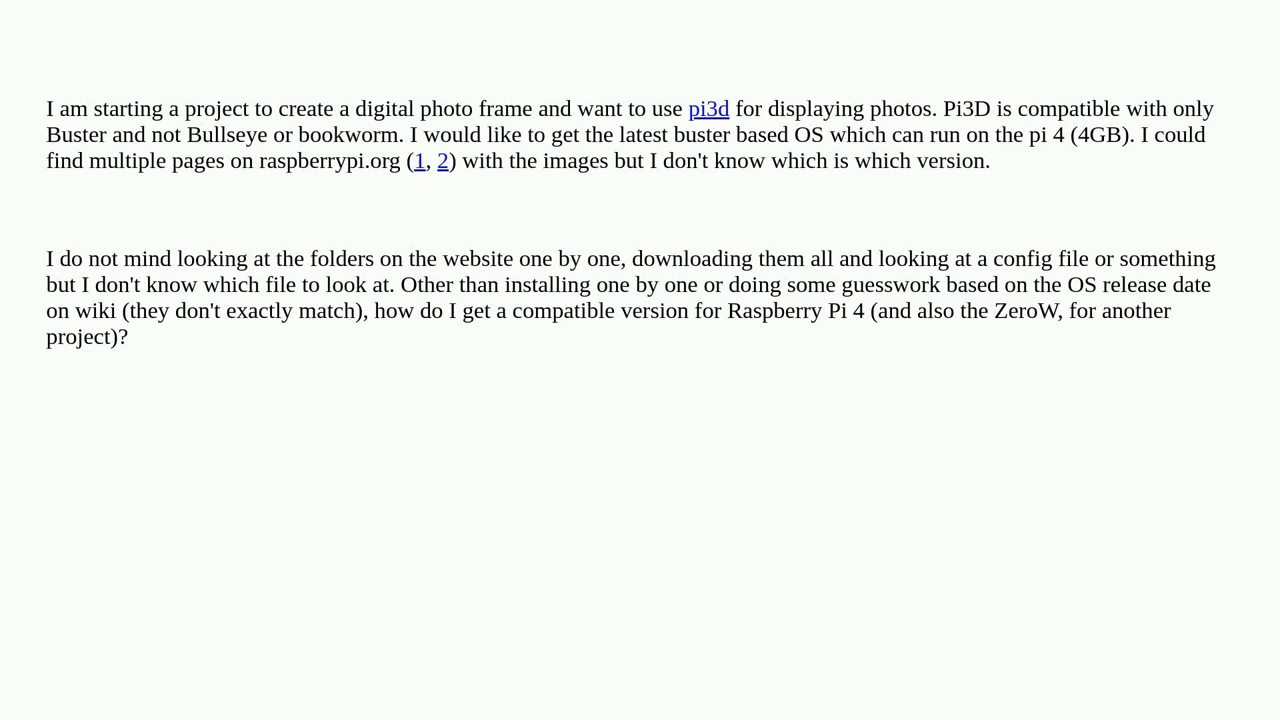 I am starting a project to create a digital photo frame and want to use pi3d for displaying photos. Pi3D is compatible with only
Buster and not Bullseye or bookworm. I would like to get the latest buster based OS which can run on the pi 4 (4GB). I could
find multiple pages on raspberrypi.org (1, 2) with the images but I don't know which is which version.
I do not mind looking at the folders on the website one by one, downloading them all and looking at a config file or something
but I don't know which file to look at. Other than installing one by one or doing some guesswork based on the OS release date
on wiki (they don't exactly match), how do I get a compatible version for Raspberry Pi 4 (and also the ZeroW, for another
project)?